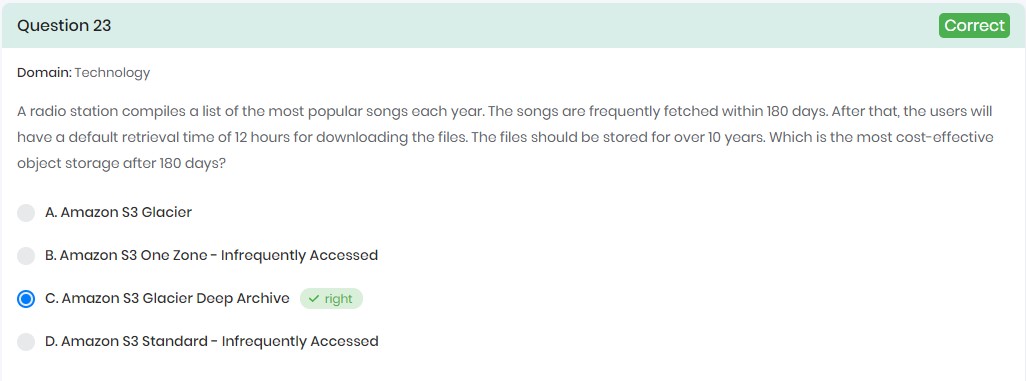 Question 23
Correct
Domain: Technology
A radio station compiles a list of the most popular songs each year. The songs are frequently fetched within 180 days. After that, the users will
have a default retrieval time of 12 hours for downloading the files. The files should be stored for over 10 years. Which is the most cost-effective
object storage after 180 days?
A. Amazon S3 Glacier
B. Amazon S3 One Zone - Infrequently Accessed
C. Amazon S3 Glacier Deep Archive
right
D. Amazon S3 Standard - Infrequently Accessed